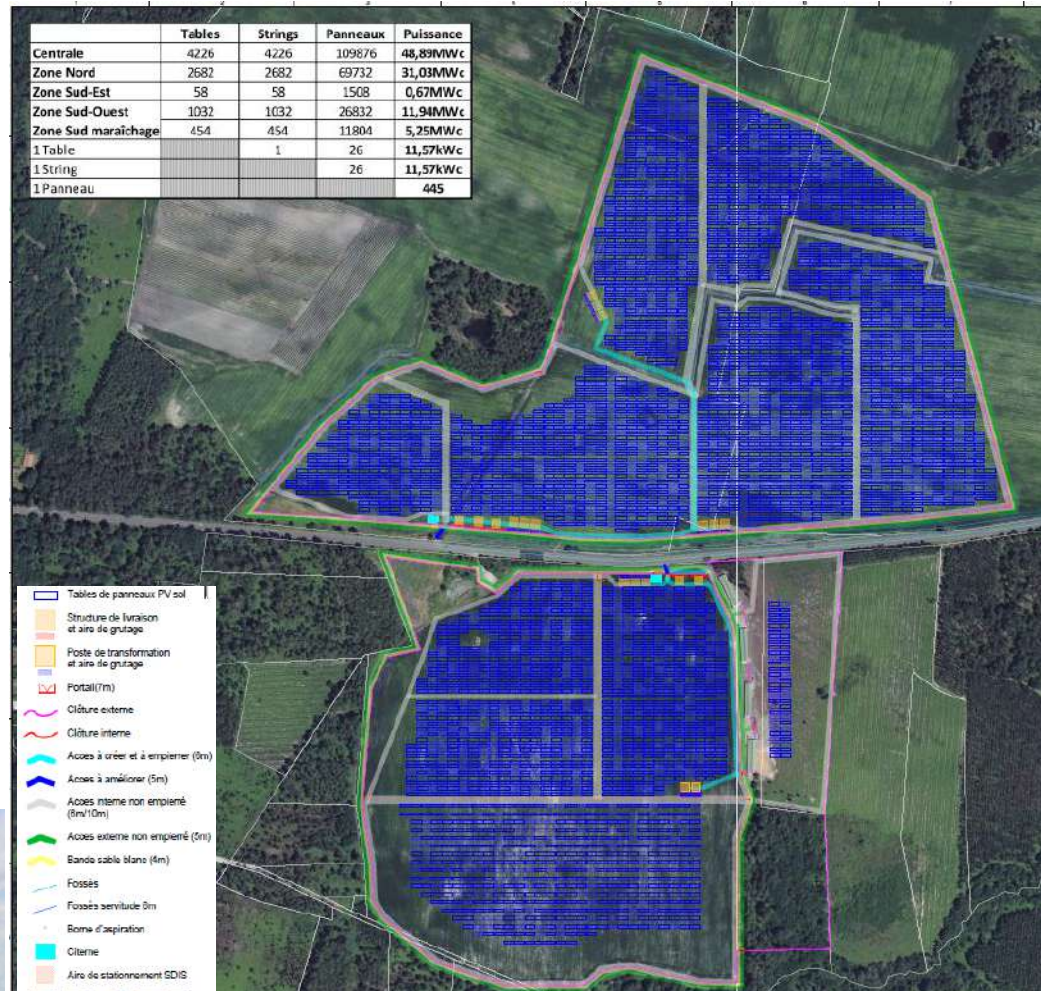 Tables Strings Panneaux Puissance
Centrale 4226 4226 109876 48,89MWc
Zone Nord 2682 2682 69732 31,03MWc
Zone Sud-Est 58 58 1508 0,67MWc
Zone Sud-Ouest 1032 1032 26832 11,94MWc
Zone Sud maraîchage 454 454 11804 5,25MWc
1 Table 1 26 11,57kWc
1 String 26 11,57kWc
1 Panneau 445
Tables de panneaux PV sol
Structure de livraison
et aire de grutage
Poste de transformation
et aire de grutage
Portail(7m)
Clôture externe
Clôture interne
Acces à créer et à empierrer (6m)
Accès à améliorer (5m)
Acces interne non empierré
(8m/10m)
Accès externe non empierré (5m)
Bande sable blanc (4m)
Fossés
Fossés servitude 6m
Borne d'aspiration
Citerne
Aire de stationnement SDIS